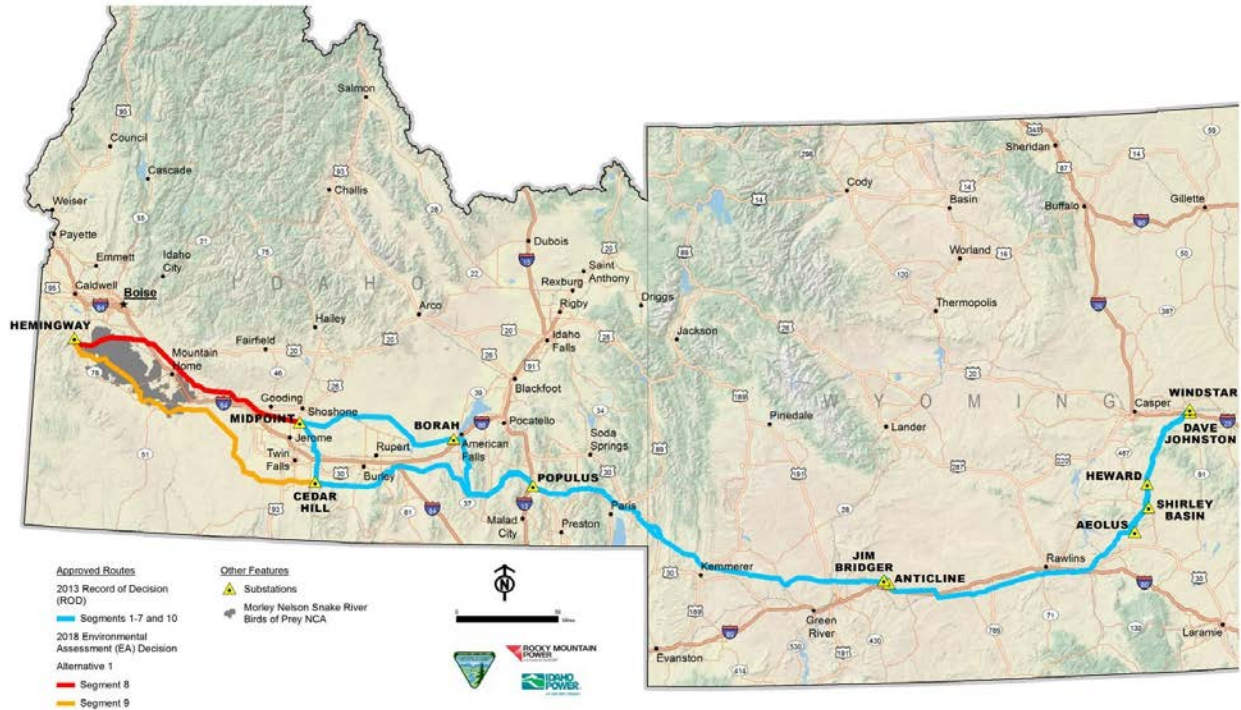 Salmon
Council
Cascade
Challis
Weiser
Payette
Emmett
Idaho
City
Caldwell
Boise
IDAHO
HEMINGWAY
Mountain
Home
Fairfield
Hailey
Arco
Dubois
Saint
Anthony
Rexburg
Rigby
Driggs
Idaho
Falls
Blackfoot
Pocatello
Gooding
Shoshone
MIDPOINT
Jerome
Twin
Falls
Rupert
Burley
BORAH
American
Falls
Soda
Springs
CEDAR
HILL
POPULUS
Malad
City
Preston
Paris
Sheridan
Cody
Basin
Buffalo
Gillette
Worland
Thermopolis
Jackson
WYOMING
Pinedale
Lander
Casper
WINDSTAR
DAVE
JOHNSTON
HEWARD
SHIRLEY
BASIN
AEOLUS
JIM
BRIDGER
ANTICLINE
Rawlins
Kemmerer
Green
River
Evanston
Laramie
Approved Routes
2013 Record of Decision
(ROD)
Segments 1-7 and 10
2018 Environmental
Assessment (EA) Decision
Alternative 1
Segment 8
Segment 9
Other Features
Substations
Morley Nelson Snake River
Birds of Prey NCA
N
0 50
Miles
ROCKY MOUNTAIN
POWER
IDAHO
POWER